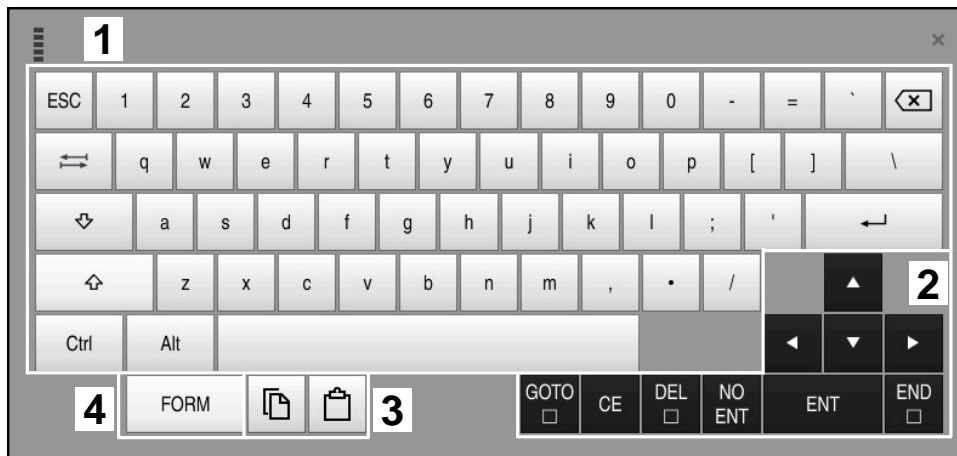 1
×
ESC 1 2 3 4 5 6 7 8 9 0 - = `
q w e r t y u i o p [ ] \
a s d f g h j k l ; '
z x c v b n m , • /
2
Ctrl Alt
4 FORM 3
GOTO CE DEL NO ENT ENT END